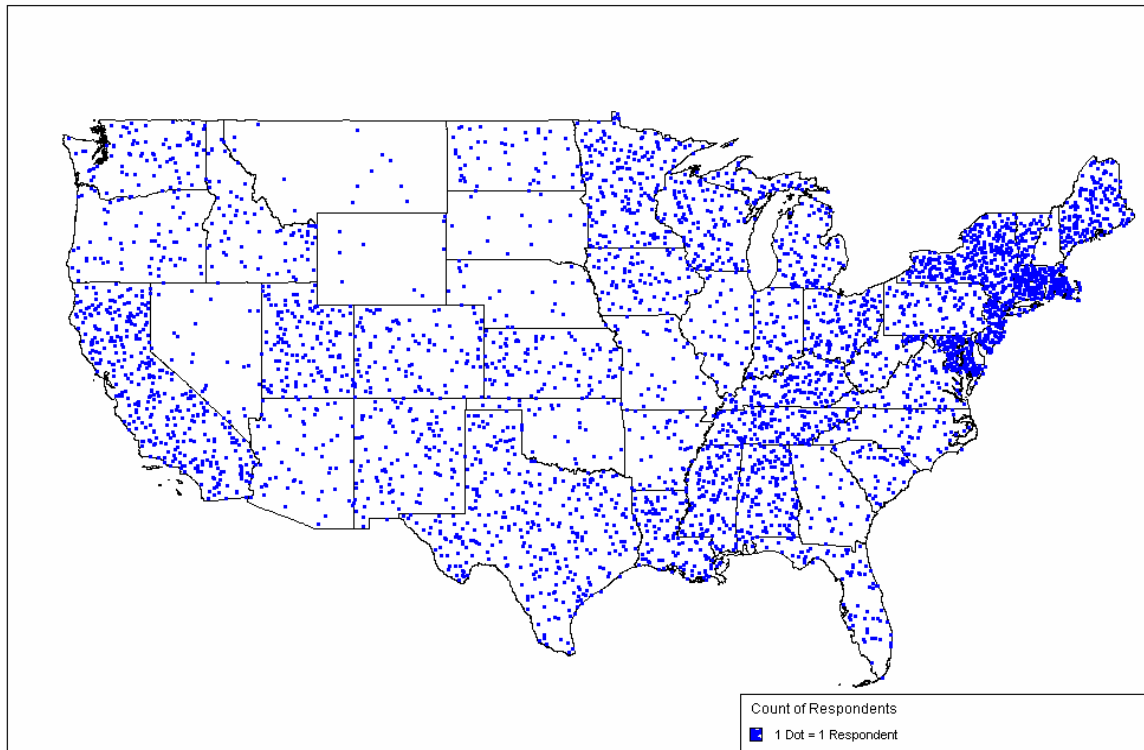 Count of Respondents
1 Dot = 1 Respondent